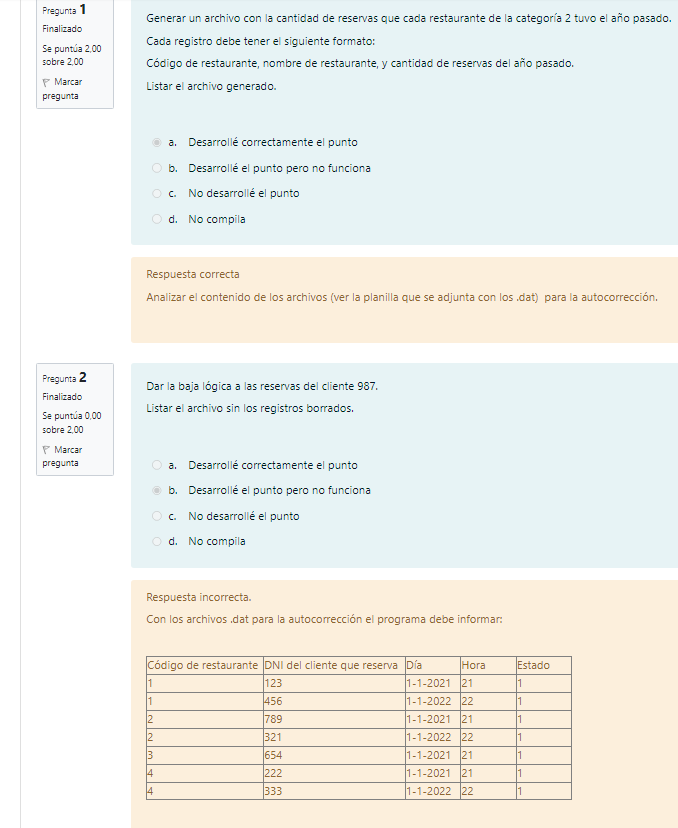 Pregunta 1
Finalizado
Se puntúa 2,00
sobre 2,00
Marcar
pregunta
Generar un archivo con la cantidad de reservas que cada restaurante de la categoría 2 tuvo el año pasado.
Cada registro debe tener el siguiente formato:
Código de restaurante, nombre de restaurante, y cantidad de reservas del año pasado.
Listar el archivo generado.
a. Desarrollé correctamente el punto
b. Desarrollé el punto pero no funciona
c. No desarrollé el punto
d. No compila
Respuesta correcta
Analizar el contenido de los archivos (ver la planilla que se adjunta con los .dat) para la autocorrección.
Pregunta 2
Finalizado
Se puntúa 0,00
sobre 2,00
Marcar
pregunta
Dar la baja lógica a las reservas del cliente 987.
Listar el archivo sin los registros borrados.
a. Desarrollé correctamente el punto
b. Desarrollé el punto pero no funciona
c. No desarrollé el punto
d. No compila
Respuesta incorrecta.
Con los archivos .dat para la autocorrección el programa debe informar:
Código de restaurante DNI del cliente que reserva Día Hora Estado
1 123 1-1-2021 21 1
1 456 1-1-2022 22 1
2 789 1-1-2021 21 1
2 321 1-1-2022 22 1
3 654 1-1-2021 21 1
4 222 1-1-2021 21 1
4 333 1-1-2022 22 1